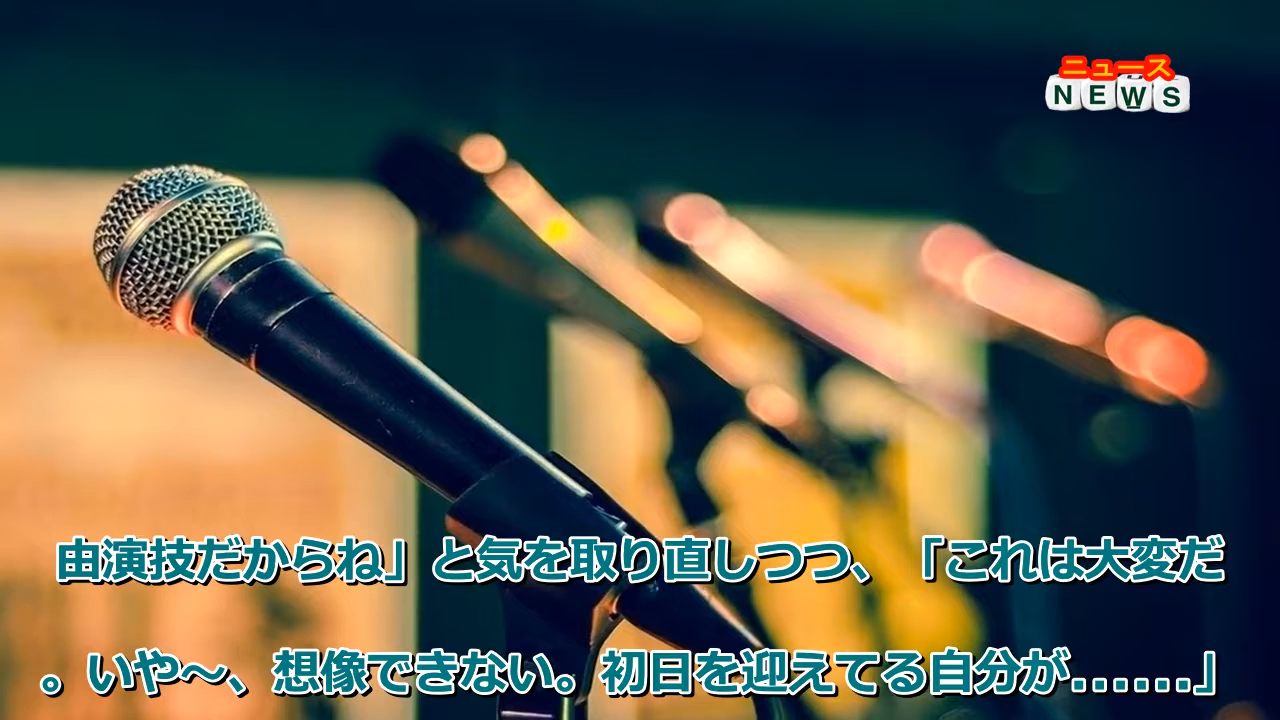 ニュース
NEWS
由演技だからね」と気を取り直しつつ、「これは大変だ
。いや〜、想像できない。初日を迎えてる自分が……」